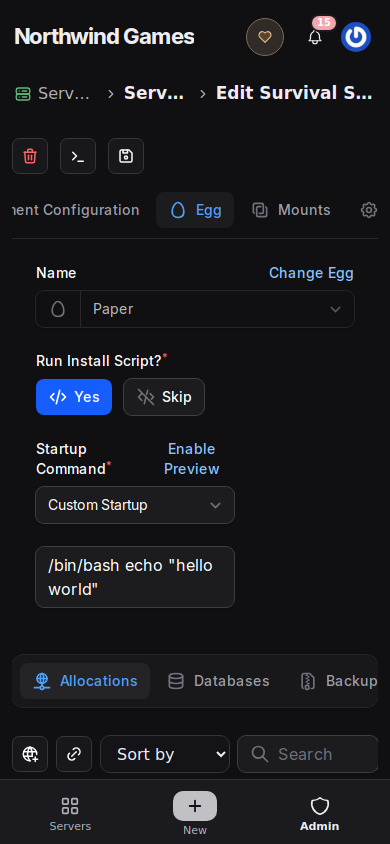 Northwind Games
15
Serv... > Serv... > Edit Survival S...
nent Configuration Egg Mounts
Name Change Egg
Paper
Run Install Script?*
Yes Skip
Startup Enable
Command* Preview
Custom Startup
/bin/bash echo "hello
world"
Allocations Databases Backup
Sort by Search
Servers New Admin